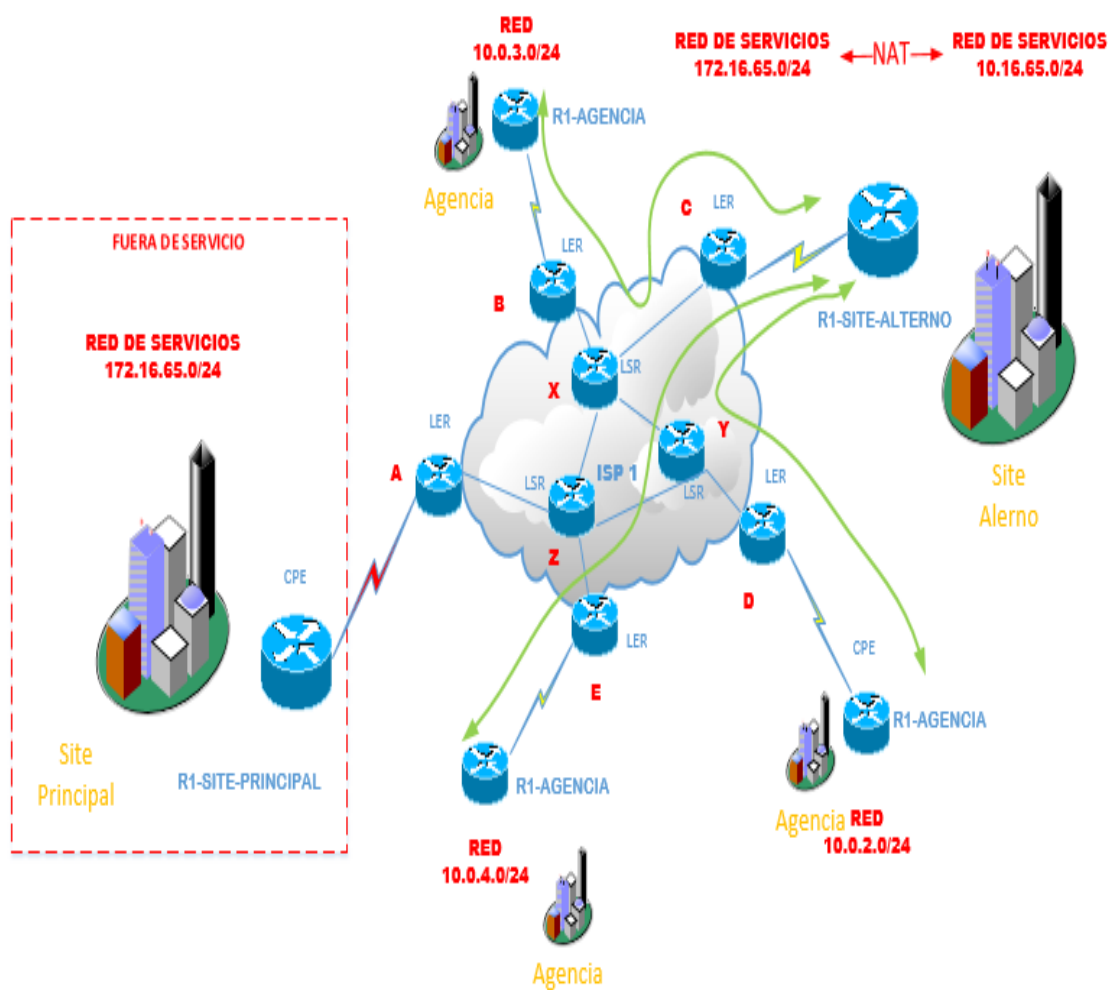 RED
10.0.3.0/24
RED DE SERVICIOS
172.16.65.0/24
NAT
RED DE SERVICIOS
10.16.65.0/24
R1-AGENCIA
Agencia
C
LER
FUERA DE SERVICIO
LER
B
R1-SITE-ALTERNO
RED DE SERVICIOS
172.16.65.0/24
X
LSR
LER
Y
A
LSR
ISP 1
LSR
LER
Site
Alerno
Z
CPE
D
LER
CPE
E
R1-AGENCIA
Site
Principal
R1-SITE-PRINCIPAL
R1-AGENCIA
Agencia
RED
10.0.2.0/24
RED
10.0.4.0/24
Agencia